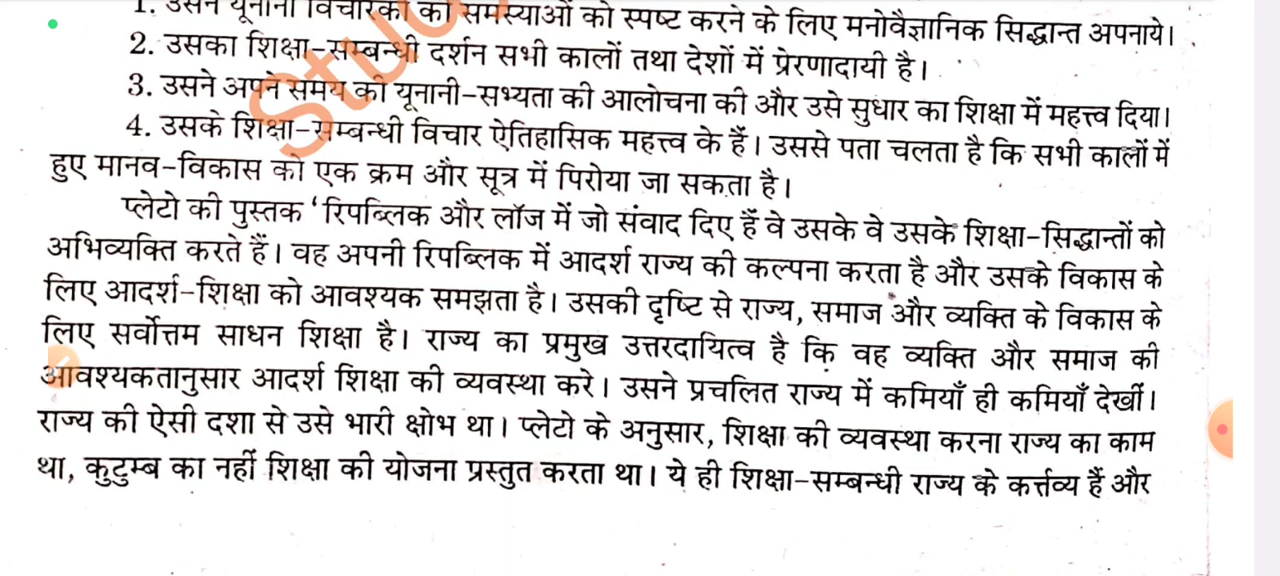 1. उसने यूनानी विचारकों की समस्याओं को स्पष्ट करने के लिए मनोवैज्ञानिक सिद्धान्त अपनाये।
2. उसका शिक्षा-सम्बन्धी दर्शन सभी कालों तथा देशों में प्रेरणादायी है।
3. उसने अपने समय की यूनानी-सभ्यता की आलोचना की और उसे सुधार का शिक्षा में महत्त्व दिया।
4. उसके शिक्षा-सम्बन्धी विचार ऐतिहासिक महत्त्व के हैं। उससे पता चलता है कि सभी कालों में
हुए मानव-विकास को एक क्रम और सूत्र में पिरोया जा सकता है।
प्लेटो की पुस्तक 'रिपब्लिक और लॉज में जो संवाद दिए हैं वे उसके वे उसके शिक्षा-सिद्धान्तों को
अभिव्यक्ति करते हैं। वह अपनी रिपब्लिक में आदर्श राज्य की कल्पना करता है और उसके विकास के
लिए आदर्श-शिक्षा को आवश्यक समझता है। उसकी दृष्टि से राज्य, समाज और व्यक्ति के विकास के
लिए सर्वोत्तम साधन शिक्षा है। राज्य का प्रमुख उत्तरदायित्व है कि वह व्यक्ति और समाज की
आवश्यकतानुसार आदर्श शिक्षा की व्यवस्था करे। उसने प्रचलित राज्य में कमियाँ ही कमियाँ देखीं।
राज्य की ऐसी दशा से उसे भारी क्षोभ था। प्लेटो के अनुसार, शिक्षा की व्यवस्था करना राज्य का काम
था, कुटुम्ब का नहीं शिक्षा की योजना प्रस्तुत करता था। ये ही शिक्षा-सम्बन्धी राज्य के कर्त्तव्य हैं और